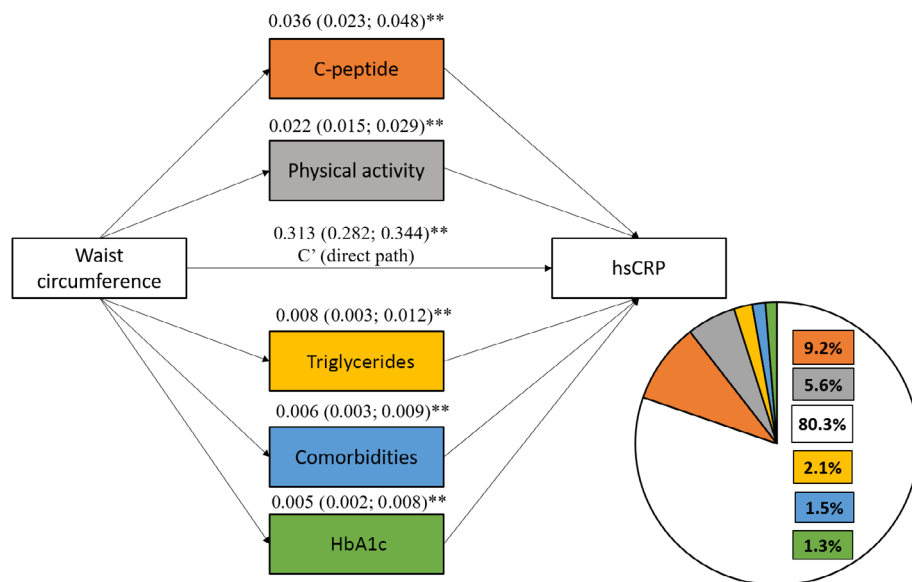 0.036 (0.023; 0.048)**
C-peptide
0.022 (0.015; 0.029)**
Physical activity
0.313 (0.282; 0.344)**
C’ (direct path)
Waist
circumference
hsCRP
0.008 (0.003; 0.012)**
Triglycerides
0.006 (0.003; 0.009)**
Comorbidities
0.005 (0.002; 0.008)**
HbA1c
9.2%
5.6%
80.3%
2.1%
1.5%
1.3%